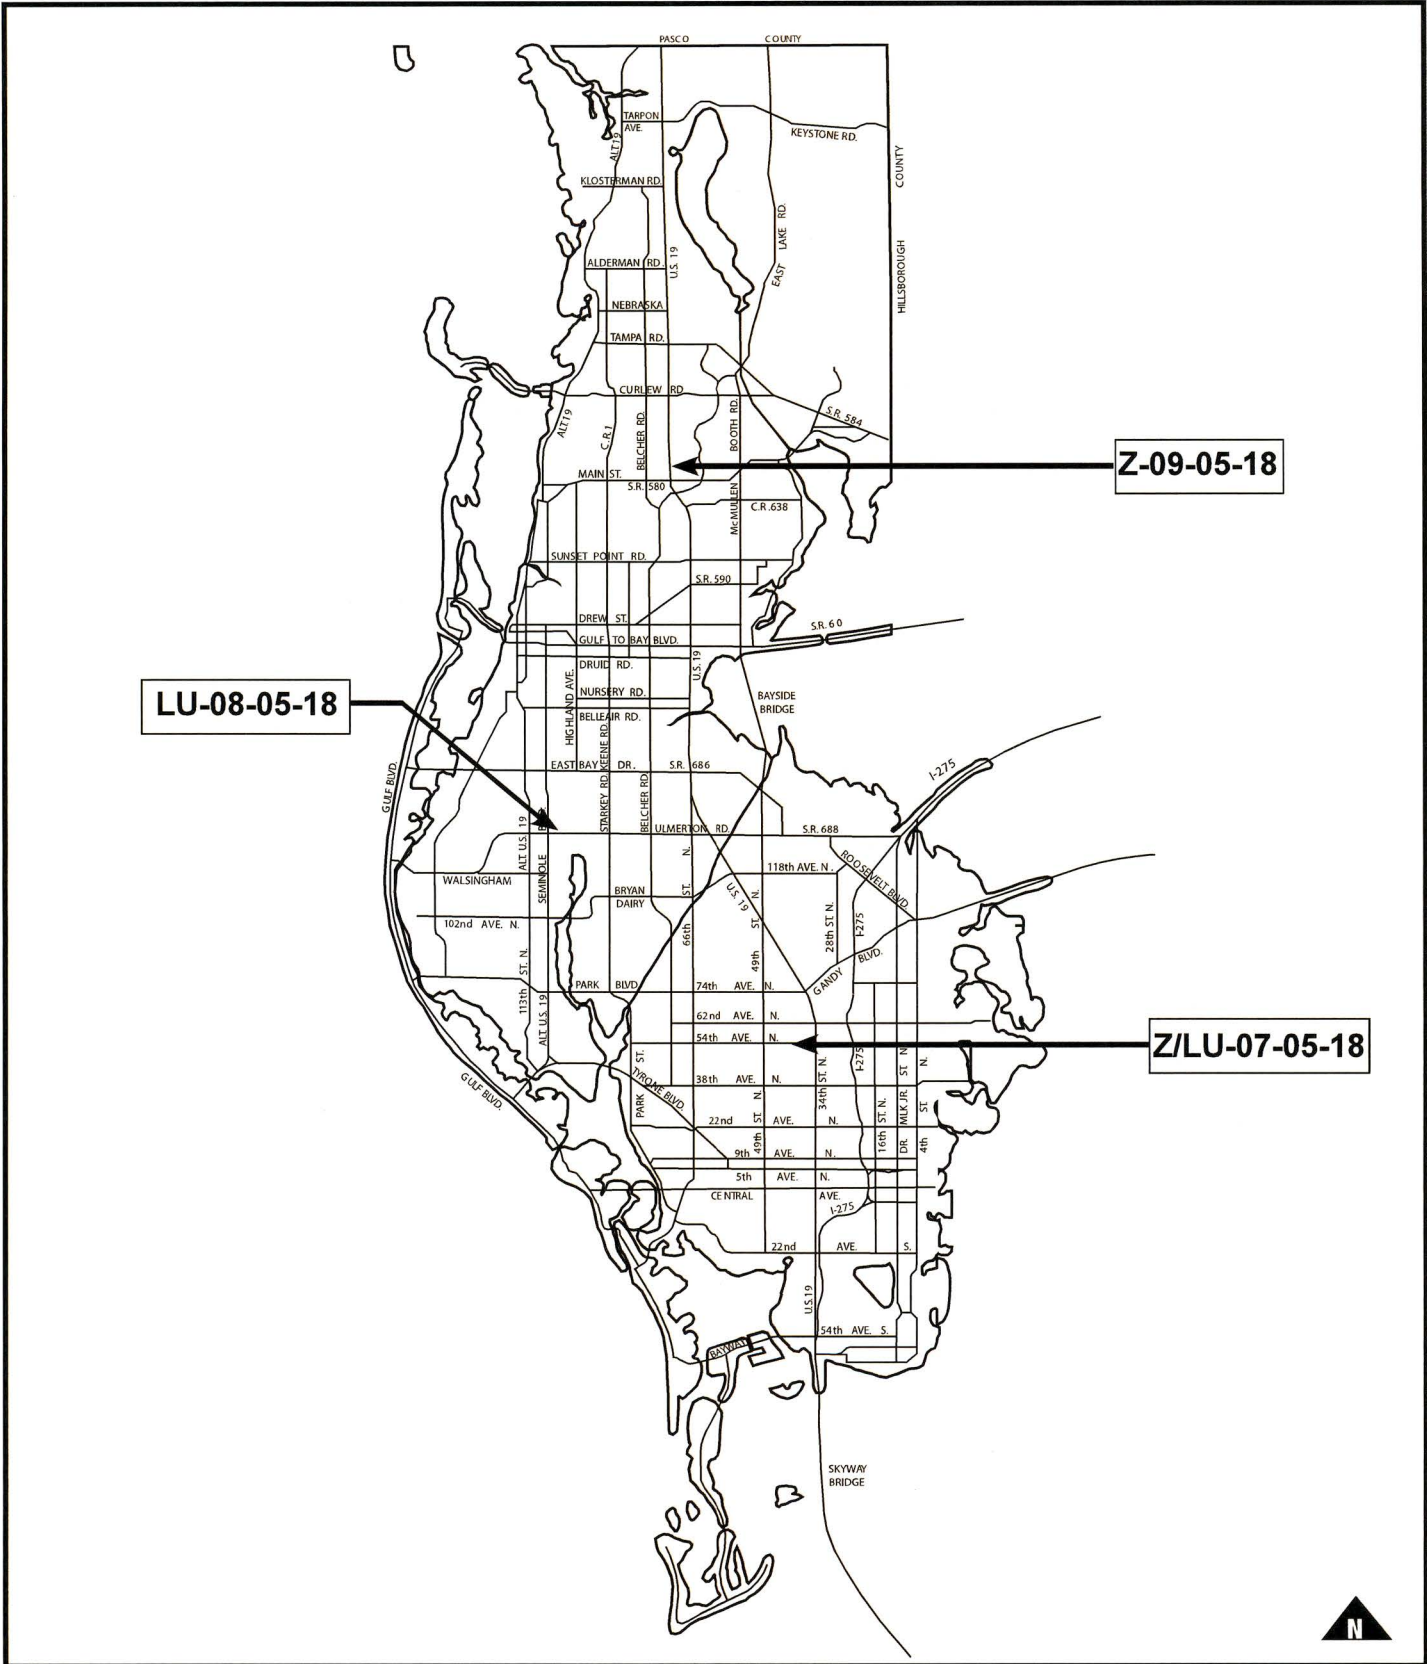 PASCO COUNTY
TARPON
AVE.
KEYSTONE RD.
ALT 19
COUNTY
KLOSTERMAN RD.
LAKE RD.
EAST
U.S. 19
HILLSBOROUGH
ALDERMAN RD.
NEBRASKA
TAMPA RD.
CURLEW RD
S.R. 584
ALT 19
C.R.1
BELCHER RD.
BOOTH RD.
McMULLEN
Z-09-05-18
MAIN ST.
S.R. 580
C.R.638
SUNSET POINT RD.
S.R. 590
DREW ST.
S.R. 60
GULF TO BAY BLVD.
DRUID RD.
U.S. 19
NURSERY RD.
BAYSIDE
BRIDGE
LU-08-05-18
HIGHLAND AVE.
BELLEAIR RD.
KEENE RD.
STARKEY RD.
EAST BAY DR. S.R. 686
I-275
GULF BLVD.
BELCHER RD.
ALT U.S. 19
ULMERTON RD. S.R. 688
SEMINOLE
118th AVE. N.
ROOSEVELT BLVD.
WALSINGHAM
BRYAN
DAIRY
U.S. 19
66th ST. N.
49th ST. N.
28th ST. N.
I-275
102nd AVE. N.
GANDY BLVD.
113th ST. N.
ALT U.S. 19
PARK BLVD
74th AVE. N.
62nd AVE. N.
54th AVE. N.
Z/LU-07-05-18
I-275
GULF BLVD.
TYRONE BLVD.
38th AVE. N.
PARK ST.
34th ST. N.
49th ST. N.
22nd AVE. N.
16th ST. N.
DR. MLK JR. ST N
4th ST. N.
9th AVE. N.
5th AVE. N.
CENTRAL AVE.
I-275
22nd AVE. S.
U.S.19
54th AVE. S.
BAYWAY
SKYWAY
BRIDGE
N